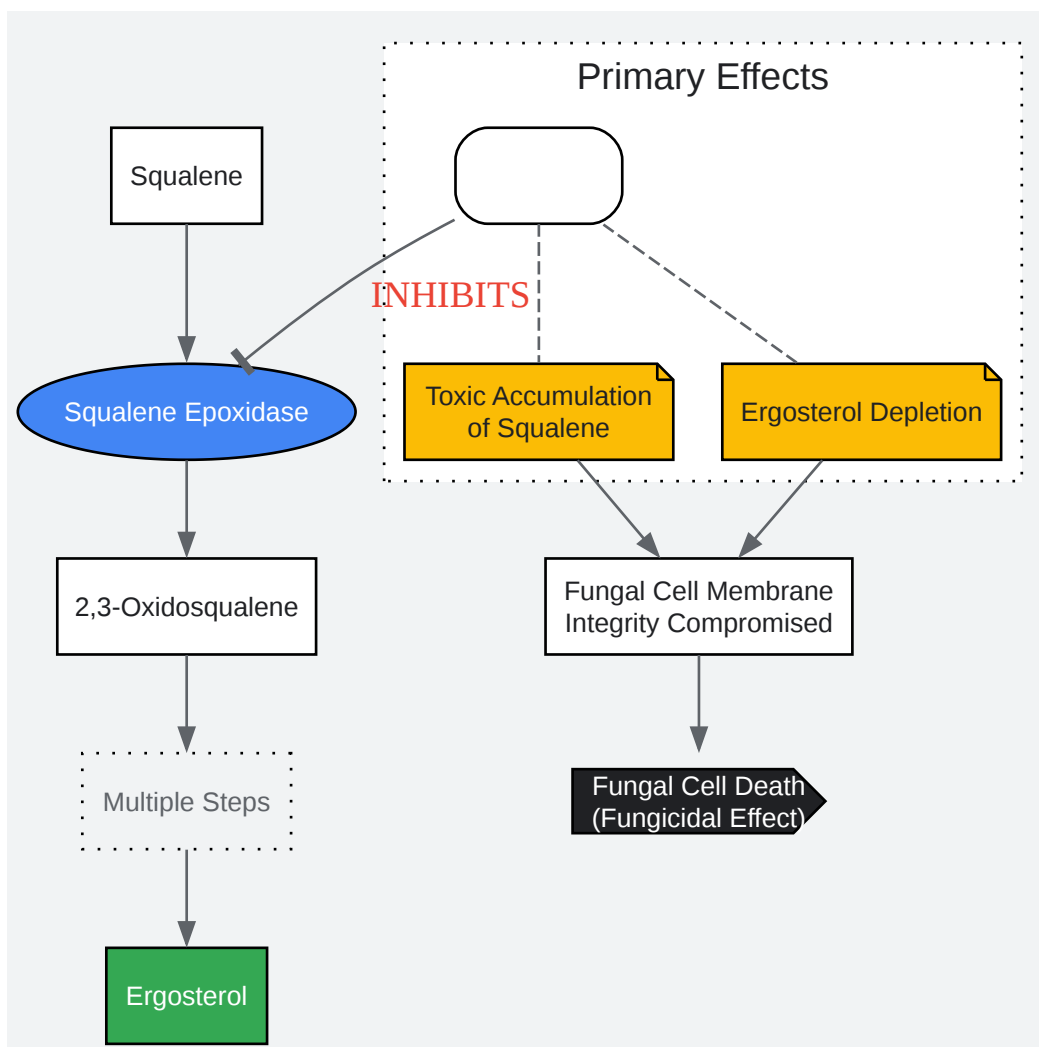 Primary Effects
Squalene
INHIBITS
Squalene Epoxidase
Toxic Accumulation
of Squalene
Ergosterol Depletion
2,3-Oxidosqualene
Fungal Cell Membrane
Integrity Compromised
Multiple Steps
Fungal Cell Death
(Fungicidal Effect)
Ergosterol